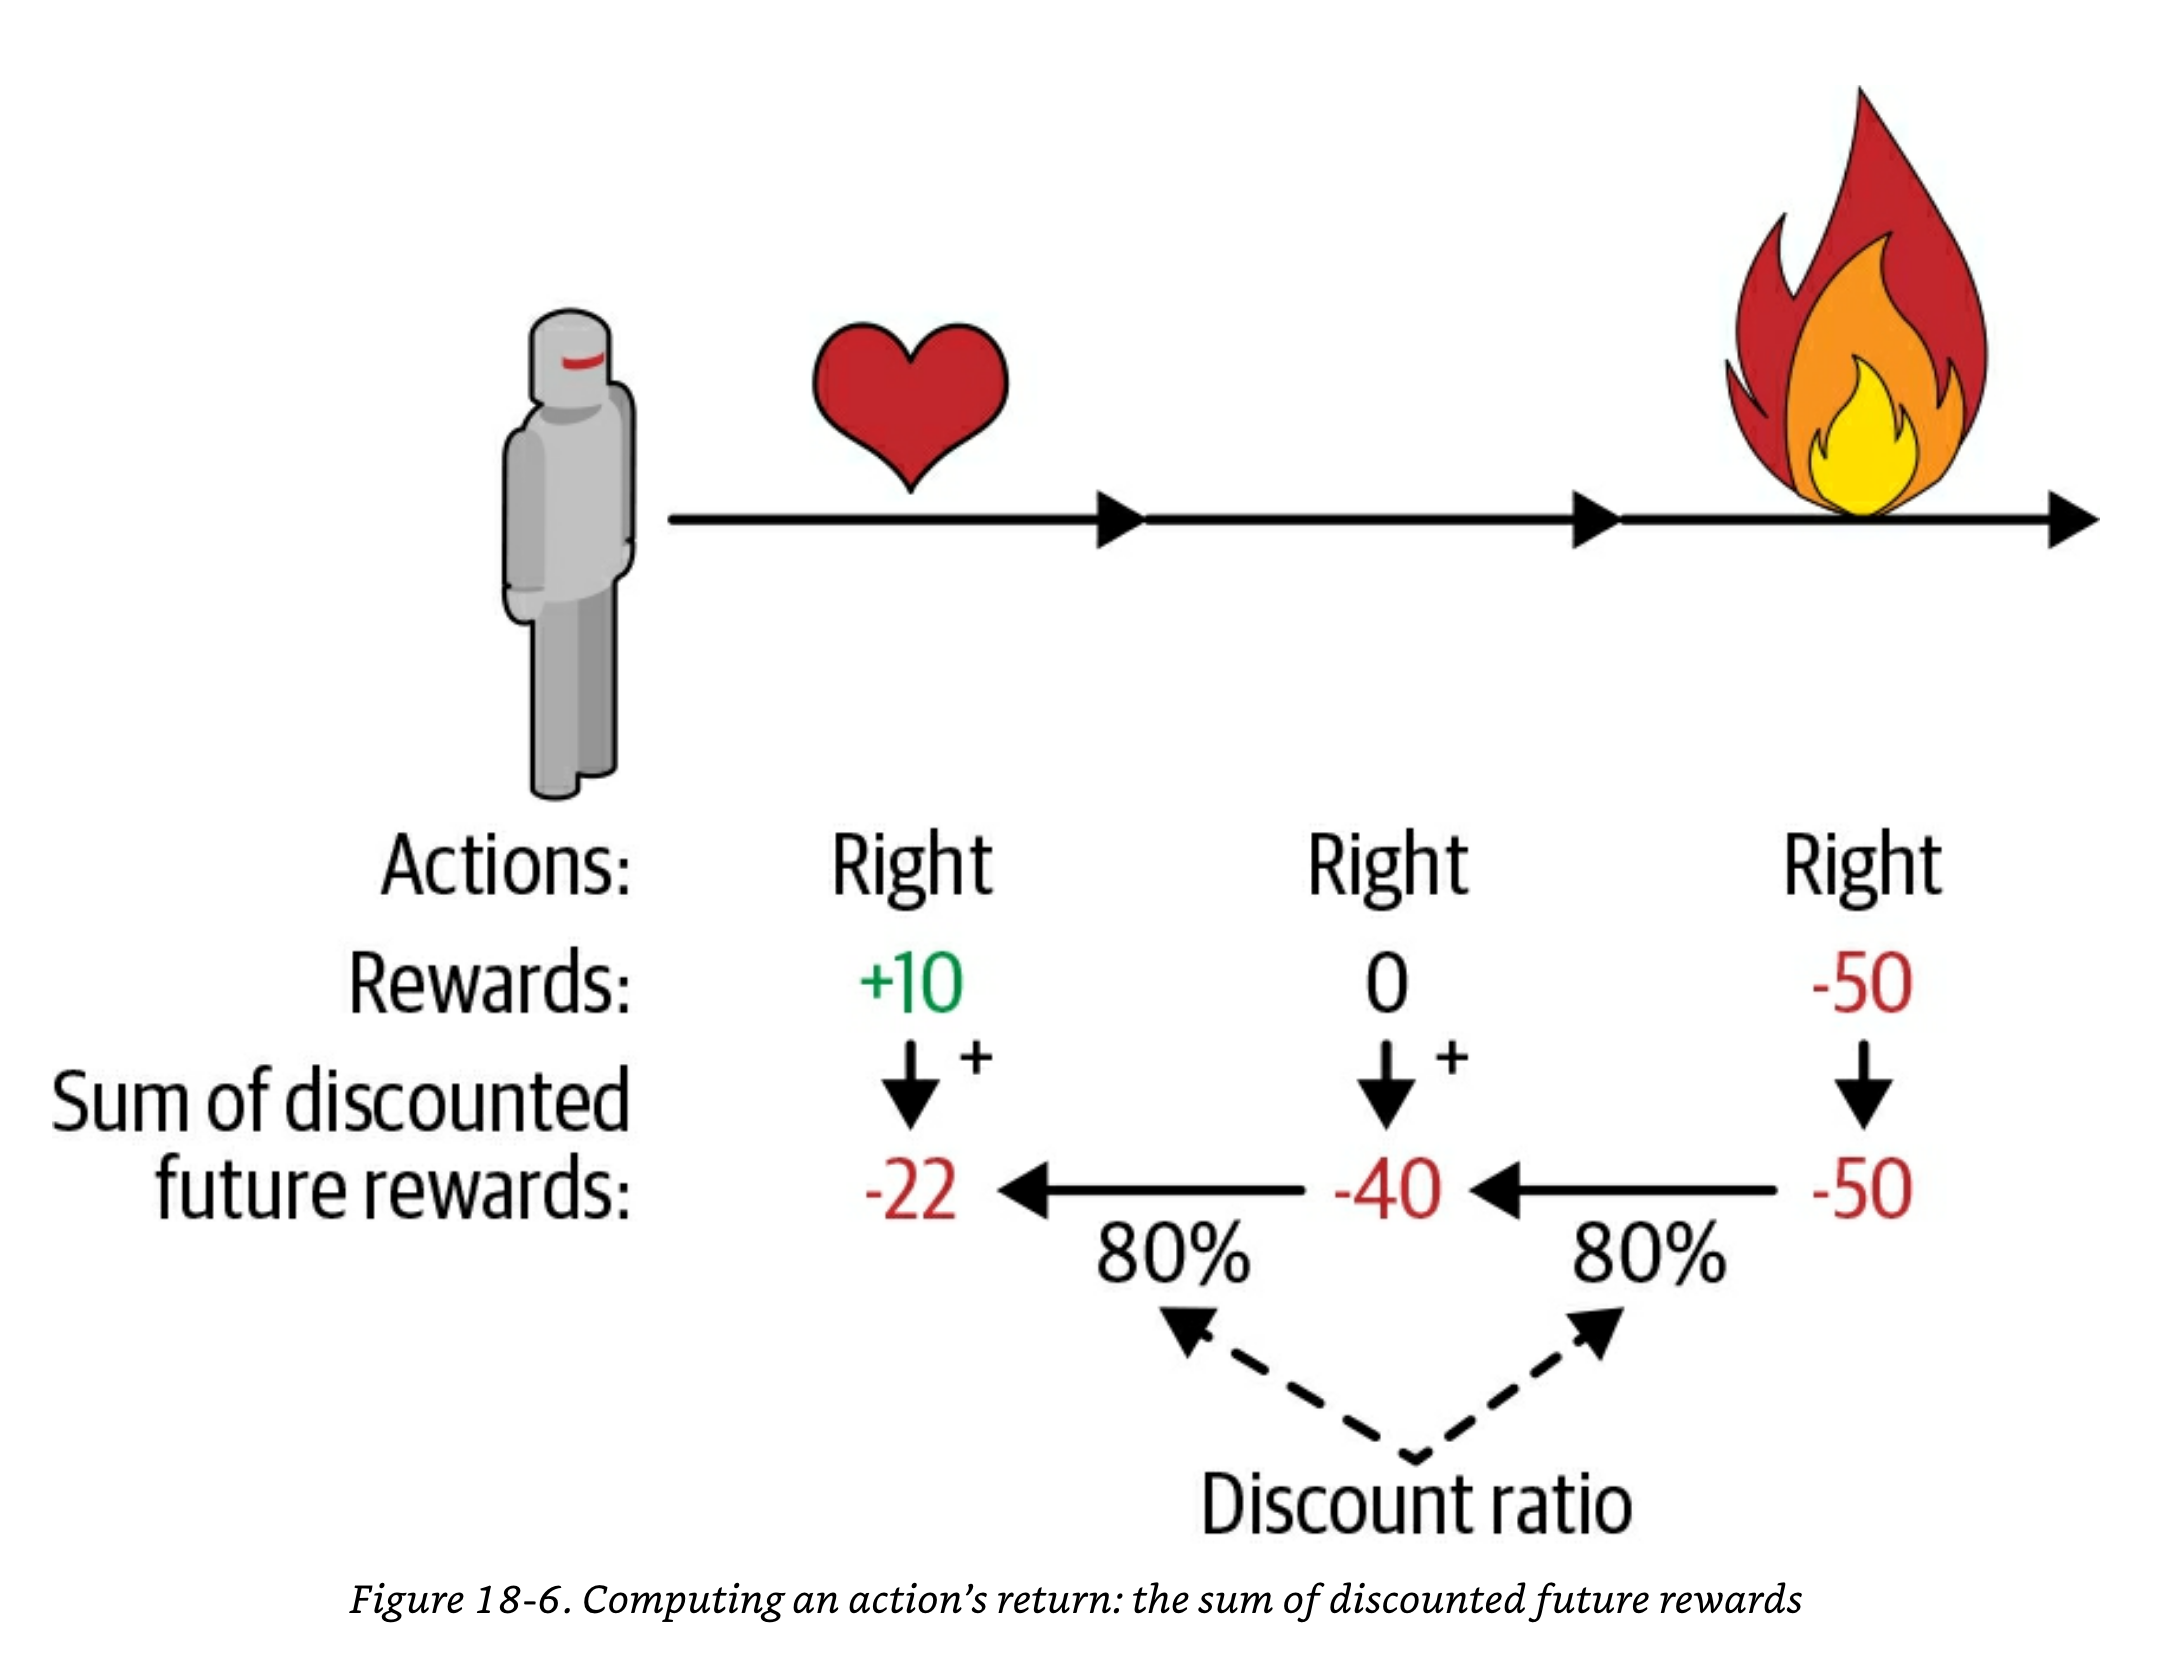 Actions: Right Right Right
Rewards: +10 0 -50
+ +
Sum of discounted
future rewards: -22 -40 -50
80% 80%
Discount ratio
Figure 18-6. Computing an action’s return: the sum of discounted future rewards